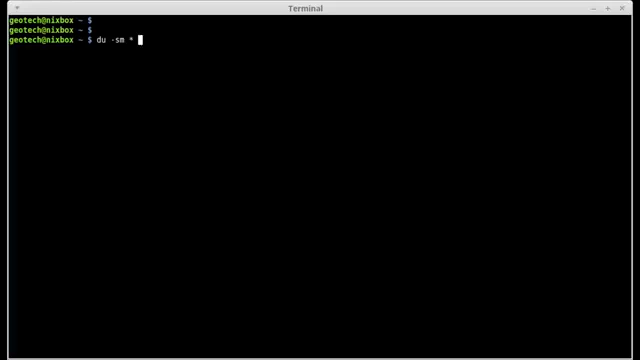 Terminal
geotech@nixbox ~ $
geotech@nixbox ~ $
geotech@nixbox ~ $ du -sm *